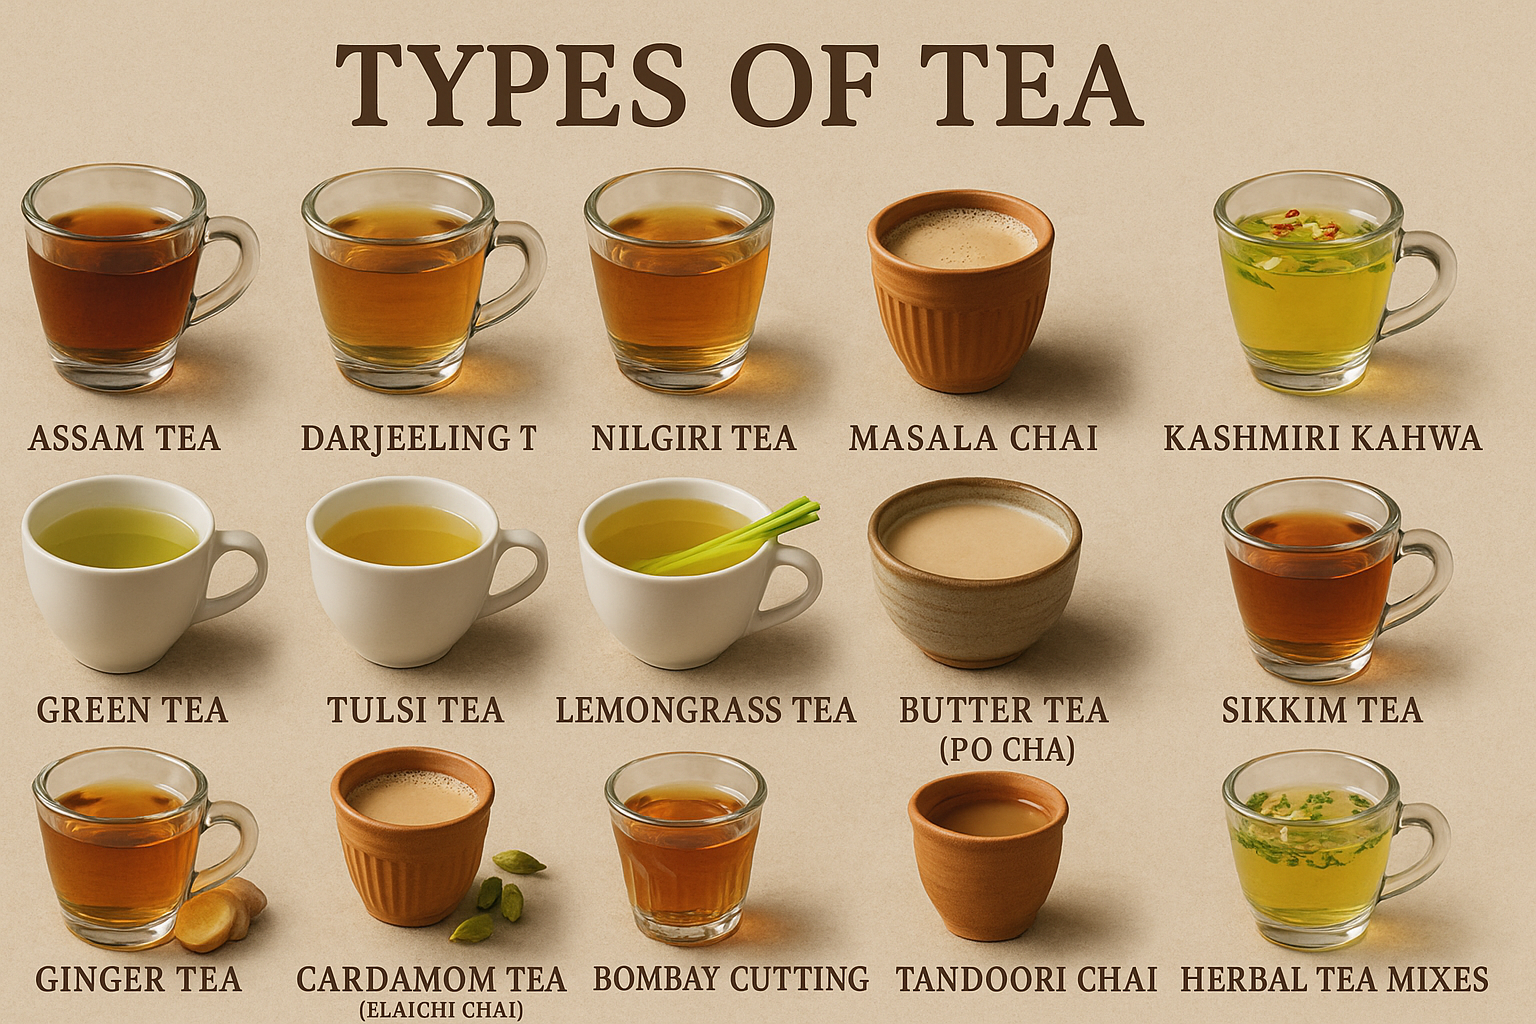 TYPES OF TEA
ASSAM TEA
DARJEELING T
NILGIRI TEA
MASALA CHAI
KASHMIRI KAHWA
GREEN TEA
TULSI TEA
LEMONGRASS TEA
BUTTER TEA
(PO CHA)
SIKKIM TEA
GINGER TEA
CARDAMOM TEA
(ELAICHI CHAI)
BOMBAY CUTTING
TANDOORI CHAI
HERBAL TEA MIXES